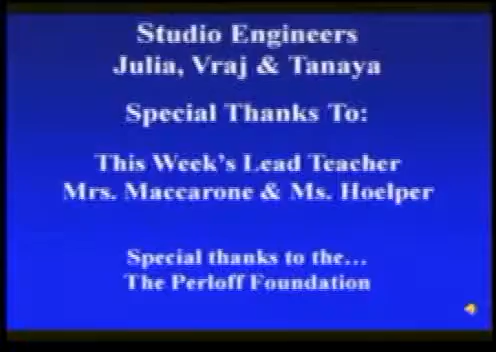 Studio Engineers
Julia, Vraj & Tanaya
Special Thanks To:
This Week's Lead Teacher
Mrs. Maccarone & Ms. Hoelper
Special thanks to the...
The Perloff Foundation